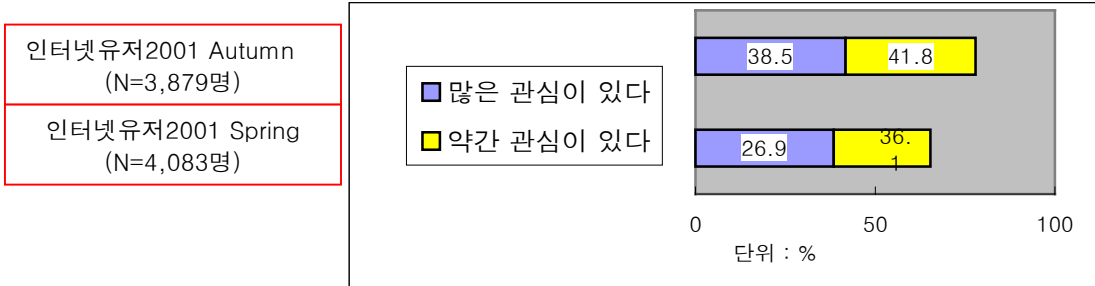 인터넷유저2001 Autumn
(N=3,879명)
인터넷유저2001 Spring
(N=4,083명)
많은 관심이 있다
약간 관심이 있다
38.5 41.8
26.9 36.
1
0 50 100
단위 : %